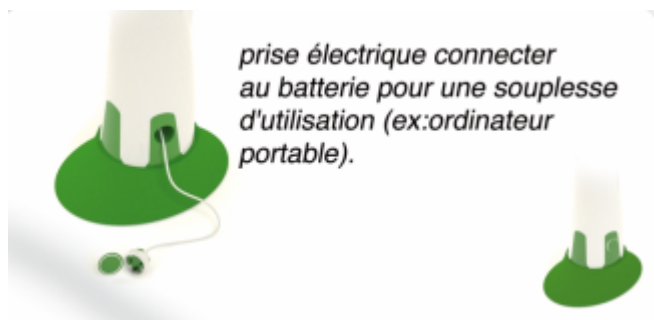 prise électrique connecter
au batterie pour une souplesse
d'utilisation (ex:ordinateur
portable).